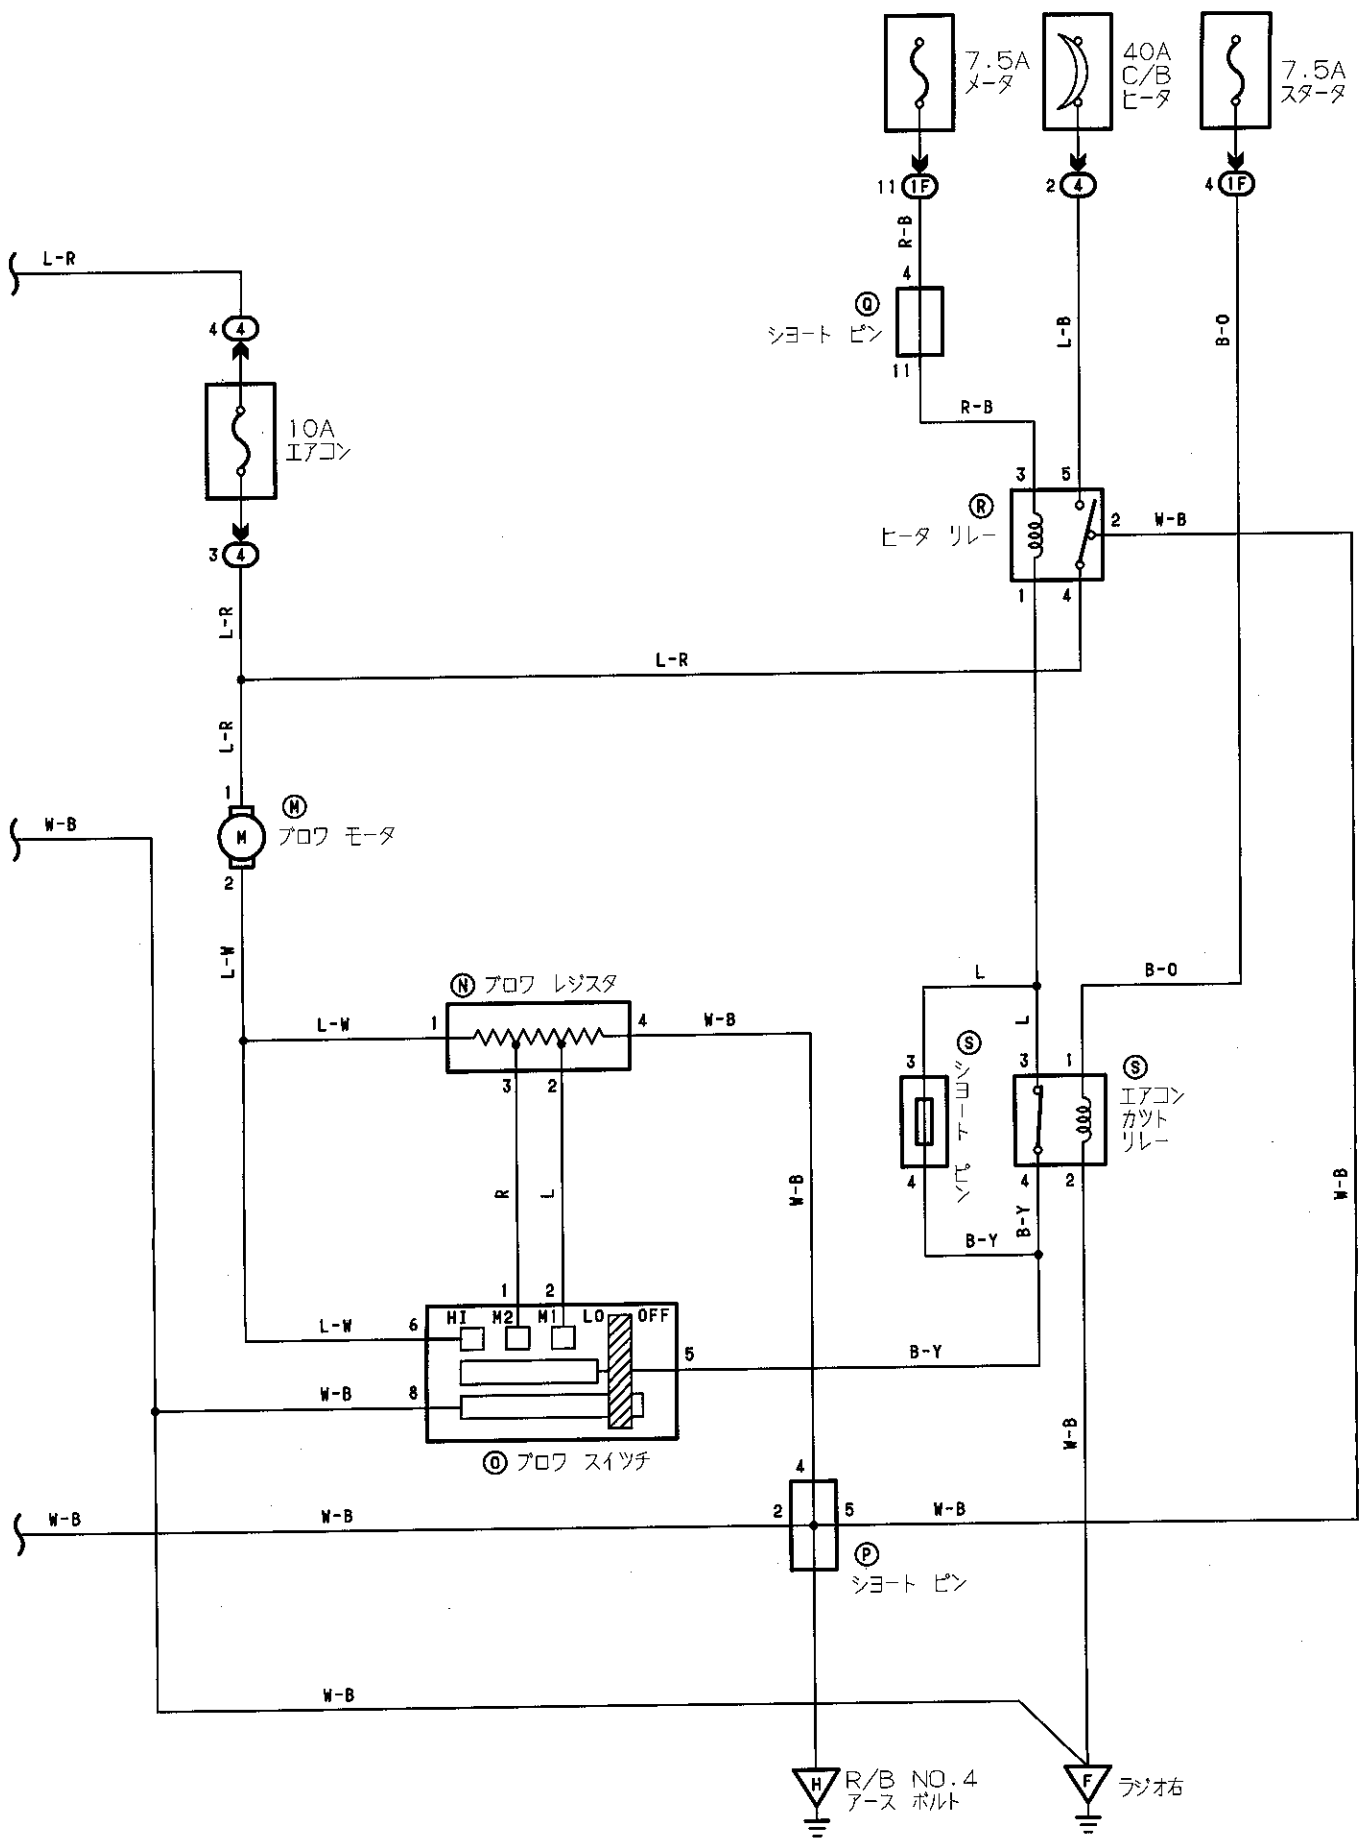 7.5A
メータ
40A
C/B
ヒータ
7.5A
スタータ
11 1F
2 4
4 1F
R-B
L-R
4
4 4
Q
ショート ピン
L-B
B-O
11
R-B
10A
エアコン
3 5
R
ヒータ リレー
2
W-B
3 4
1 4
L-R
L-R
L-R
1
M
ブロワ モータ
W-B
M
2
L-W
N ブロワ レジスタ
L
B-O
L-W
1
4
W-B
L
3
S
ショート ピン
3 1
S
エアコン
カット
リレー
3 2
4
4 2
R
L
W-B
W-B
B-Y
B-Y
1 2
HI M2 M1 LO OFF
L-W
6
5
B-Y
W-B
8
W-B
O ブロワ スイッチ
4
W-B
W-B
2
5
W-B
P
ショート ピン
W-B
H
R/B NO.4
アース ボルト
F
ラジオ右